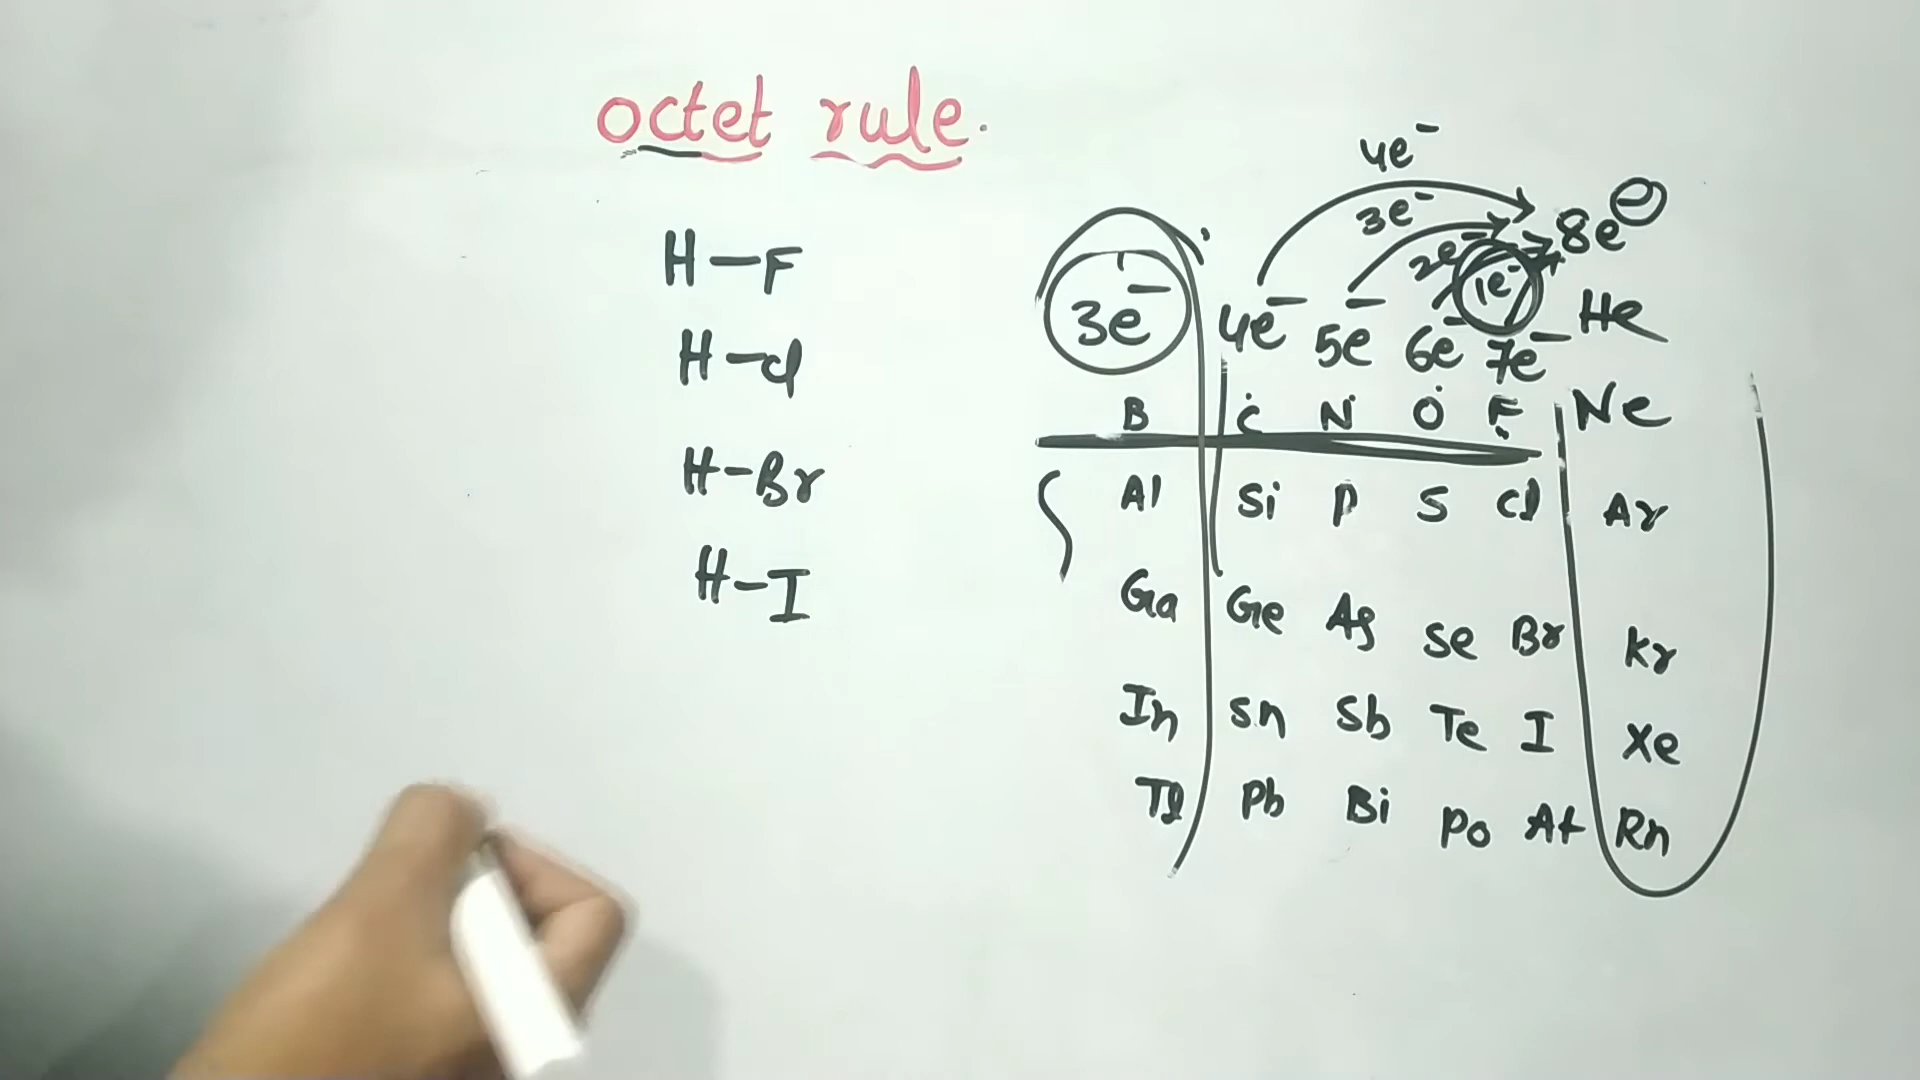 octet rule.
H-F
H-Cl
H-Br
H-I
4e-
3e-
2e- 1e- 8e-
3e- 4e- 5e- 6e- 7e- He
B C N O F Ne
Al Si P S Cl Ar
Ga Ge As Se Br Kr
In Sn Sb Te I Xe
Tl Pb Bi Po At Rn